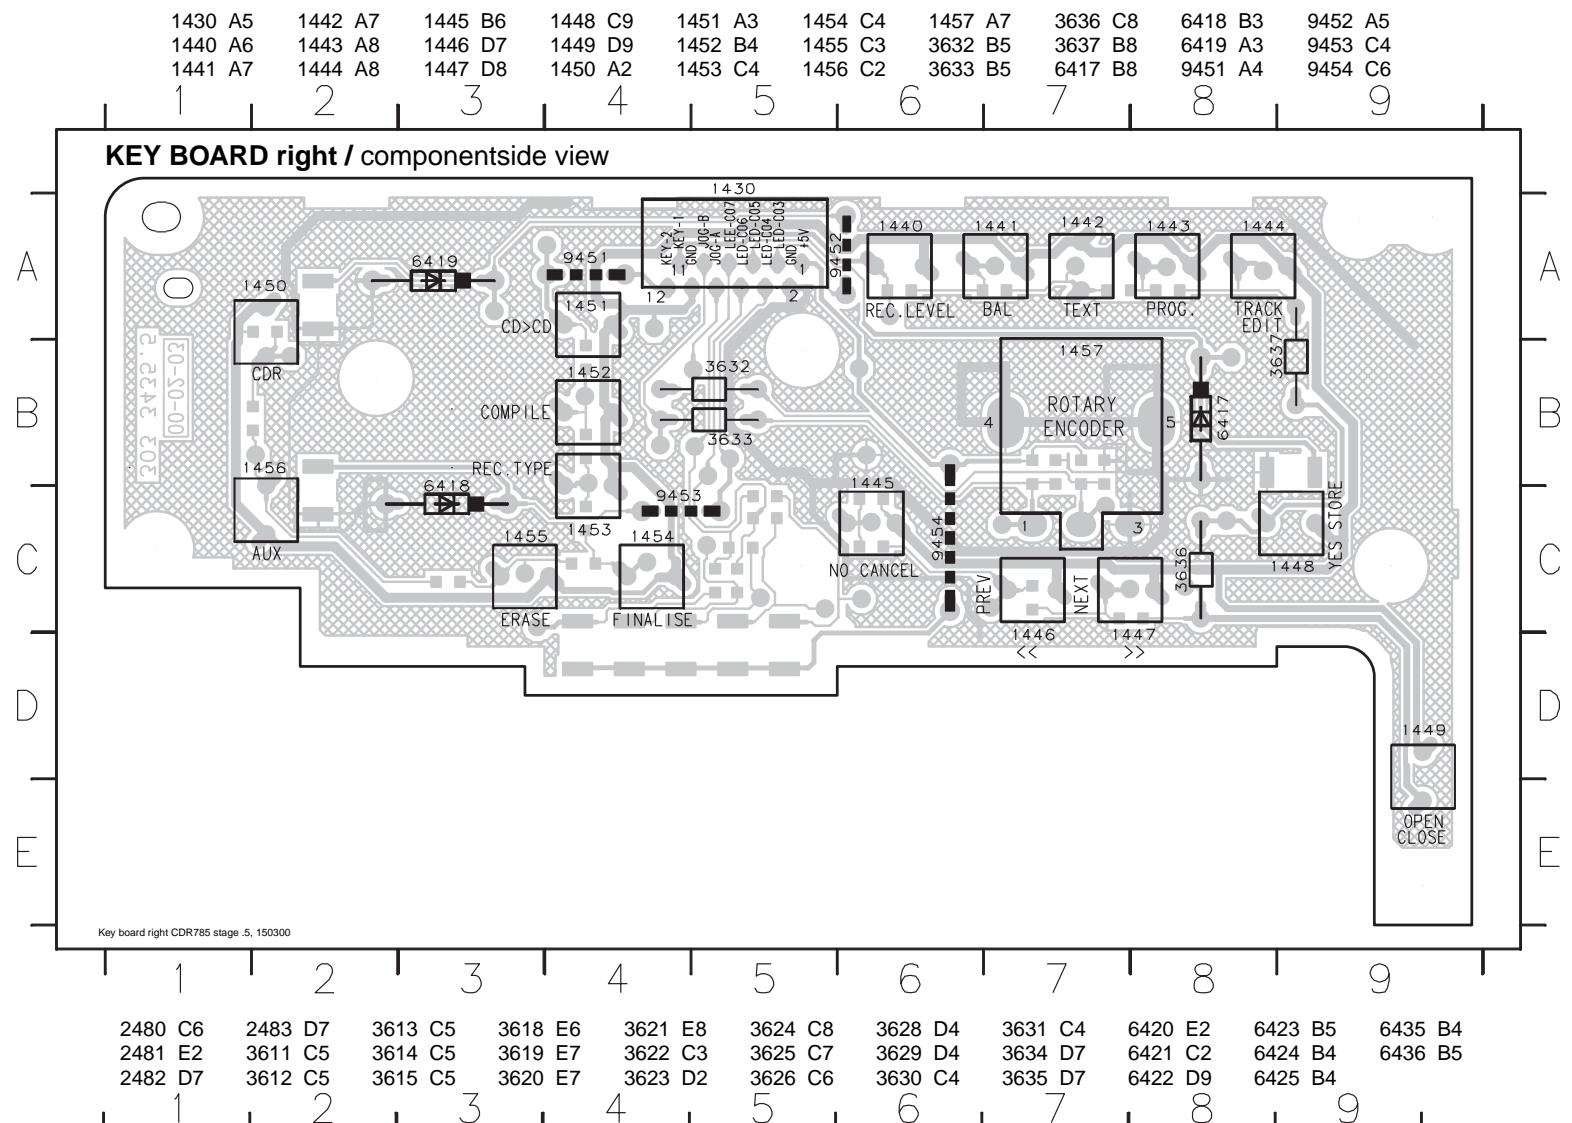 1430 A5 1442 A7 1445 B6 1448 C9 1451 A3 1454 C4 1457 A7 3636 C8 6418 B3 9452 A5
1440 A6 1443 A8 1446 D7 1449 D9 1452 B4 1455 C3 3632 B5 3637 B8 6419 A3 9453 C4
1441 A7 1444 A8 1447 D8 1450 A2 1453 C4 1456 C2 3633 B5 6417 B8 9451 A4 9454 C6
1 2 3 4 5 6 7 8 9
KEY BOARD right / componentside view
1430
KEY-2
KEY-1
GND
JOG-B
JOG-A
LEE-C07
LED-C06
LED-C05
LED-C04
LED-C03
GND
+5V
11 1
12 2
1440 1441 1442 1443 1444
A A
6419 9451 9452
1450 1451
REC.LEVEL BAL TEXT PROG. TRACK
EDIT
CD>CD
303 3435.5
00-02-03
CDR
1457
3637
1452 3632
B B
COMPILE
ROTARY
ENCODER
4 5
6417
3633
1456 REC.TYPE
6418 9453 1445
1453
1 3
YES STORE
1455 1454
9454
AUX
C C
NO CANCEL
PREV NEXT
3636
1448
ERASE FINALISE
1446 1447
<< >>
D D
1449
OPEN
CLOSE
E E
Key board right CDR785 stage .5, 150300
1 2 3 4 5 6 7 8 9
2480 C6 2483 D7 3613 C5 3618 E6 3621 E8 3624 C8 3628 D4 3631 C4 6420 E2 6423 B5 6435 B4
2481 E2 3611 C5 3614 C5 3619 E7 3622 C3 3625 C7 3629 D4 3634 D7 6421 C2 6424 B4 6436 B5
2482 D7 3612 C5 3615 C5 3620 E7 3623 D2 3626 C6 3630 C4 3635 D7 6422 D9 6425 B4
1 2 3 4 5 6 7 8 9